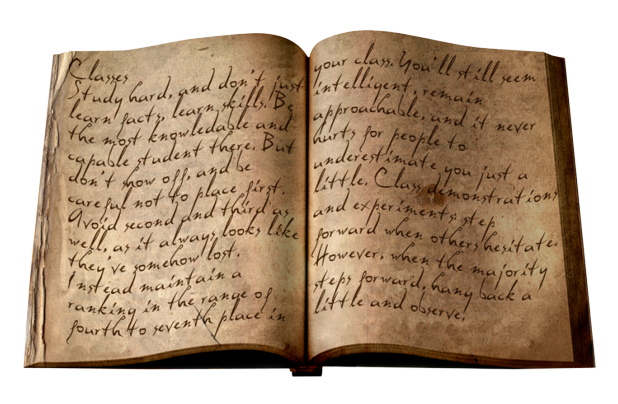 Classes
Study hard, and don't just
learn facts, learn skills. Be
the most knowledable and
capable student there. But
don't show off, and be
careful not to place first.
Avoid second and third as
well, as it always looks like
they've somehow lost.
Instead maintain a
ranking in the range of
fourth to seventh place in
your class. You'll still seem
intelligent, remain
approachable, and it never
hurts for people to
underestimate you just a
little. Class demonstrations
and experiments, step
forward when others hesitate.
However, when the majority
steps forward, hang back a
little and observe.